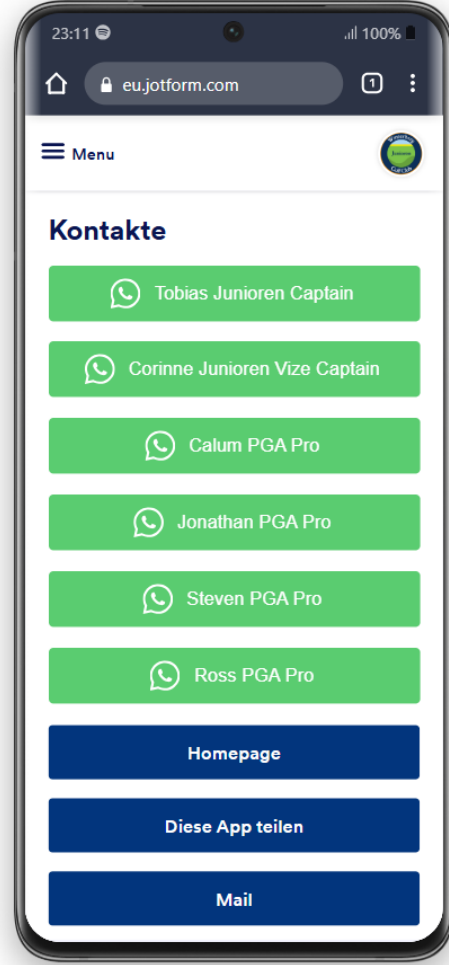 23:11
100%
eu.jotform.com
1
Menu
Kontakte
Tobias Junioren Captain
Corinne Junioren Vize Captain
Calum PGA Pro
Jonathan PGA Pro
Steven PGA Pro
Ross PGA Pro
Homepage
Diese App teilen
Mail